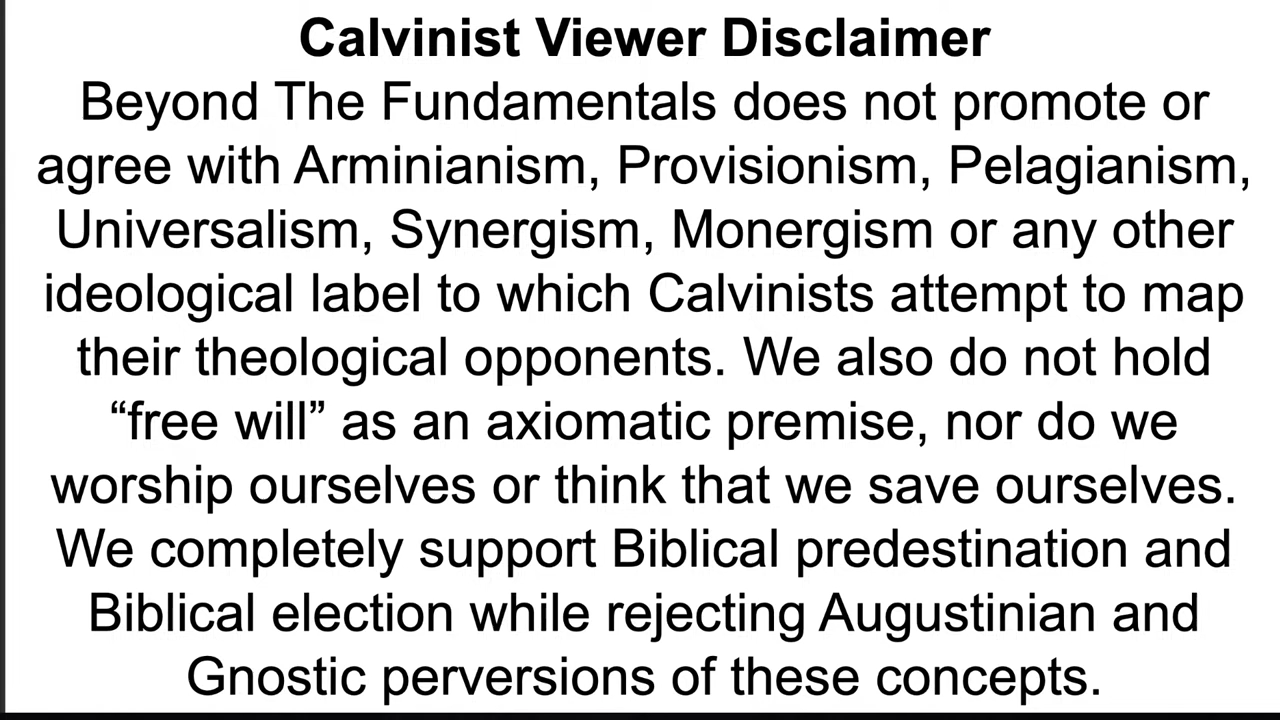 Calvinist Viewer Disclaimer
Beyond The Fundamentals does not promote or
agree with Arminianism, Provisionism, Pelagianism,
Universalism, Synergism, Monergism or any other
ideological label to which Calvinists attempt to map
their theological opponents. We also do not hold
“free will” as an axiomatic premise, nor do we
worship ourselves or think that we save ourselves.
We completely support Biblical predestination and
Biblical election while rejecting Augustinian and
Gnostic perversions of these concepts.